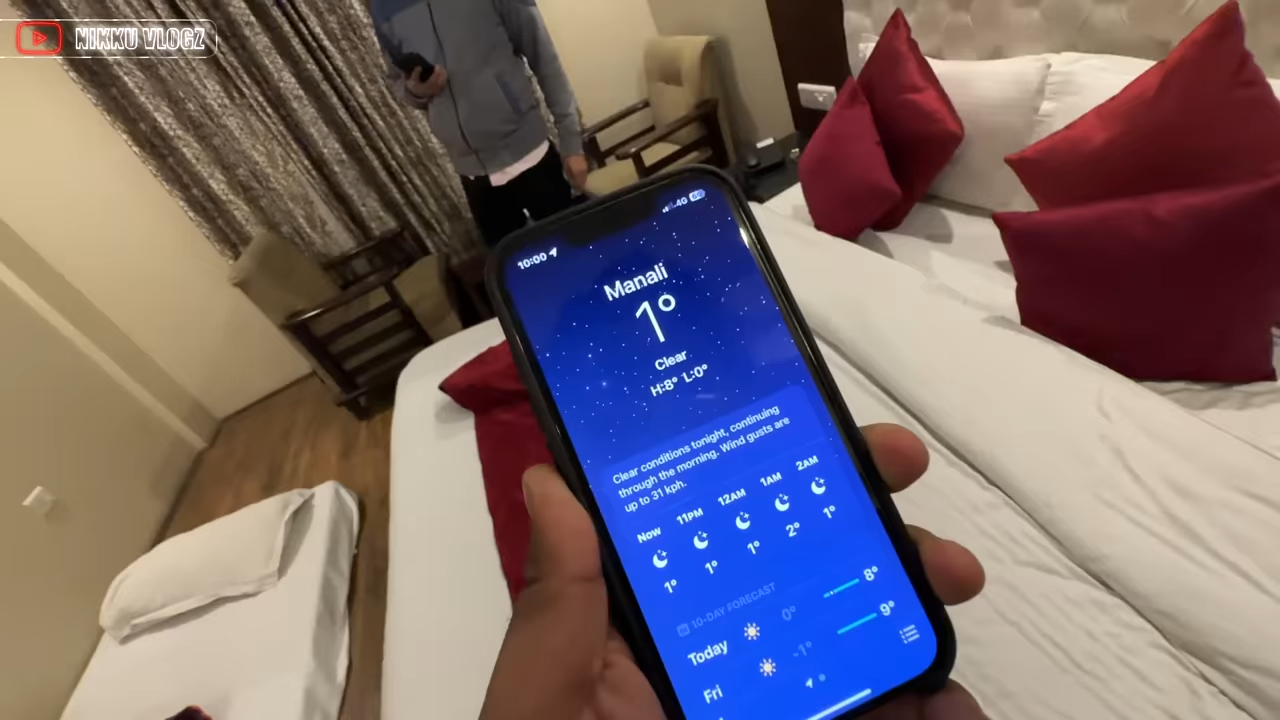 NIKKU VLOGZ
10:00
4G
Manali
1°
Clear
H:8° L:0°
Clear conditions tonight, continuing
through the morning. Wind gusts are
up to 31 kph.
Now 11PM 12AM 1AM 2AM
1° 1° 1° 2° 1°
10-DAY FORECAST
Today 0° 8°
Fri -1° 9°